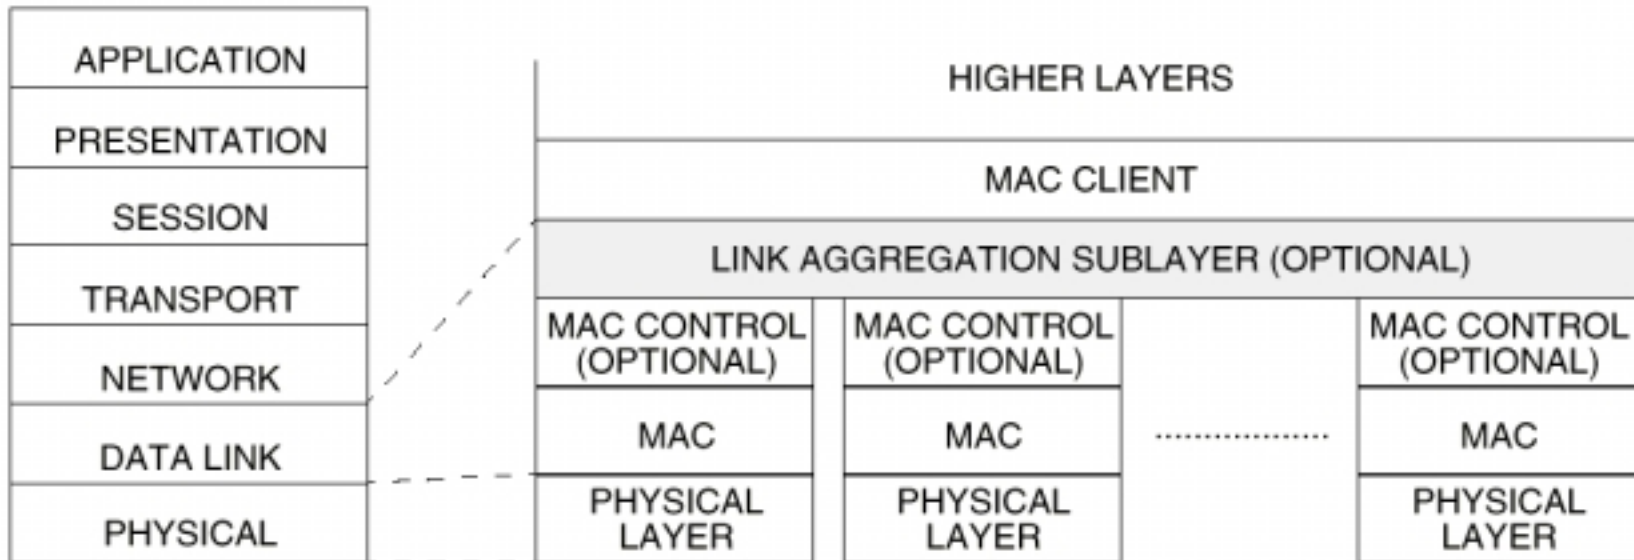 APPLICATION
PRESENTATION
SESSION
TRANSPORT
NETWORK
DATA LINK
PHYSICAL
HIGHER LAYERS
MAC CLIENT
LINK AGGREGATION SUBLAYER (OPTIONAL)
MAC CONTROL
(OPTIONAL)
MAC
PHYSICAL
LAYER
MAC CONTROL
(OPTIONAL)
MAC
PHYSICAL
LAYER
MAC CONTROL
(OPTIONAL)
MAC
PHYSICAL
LAYER